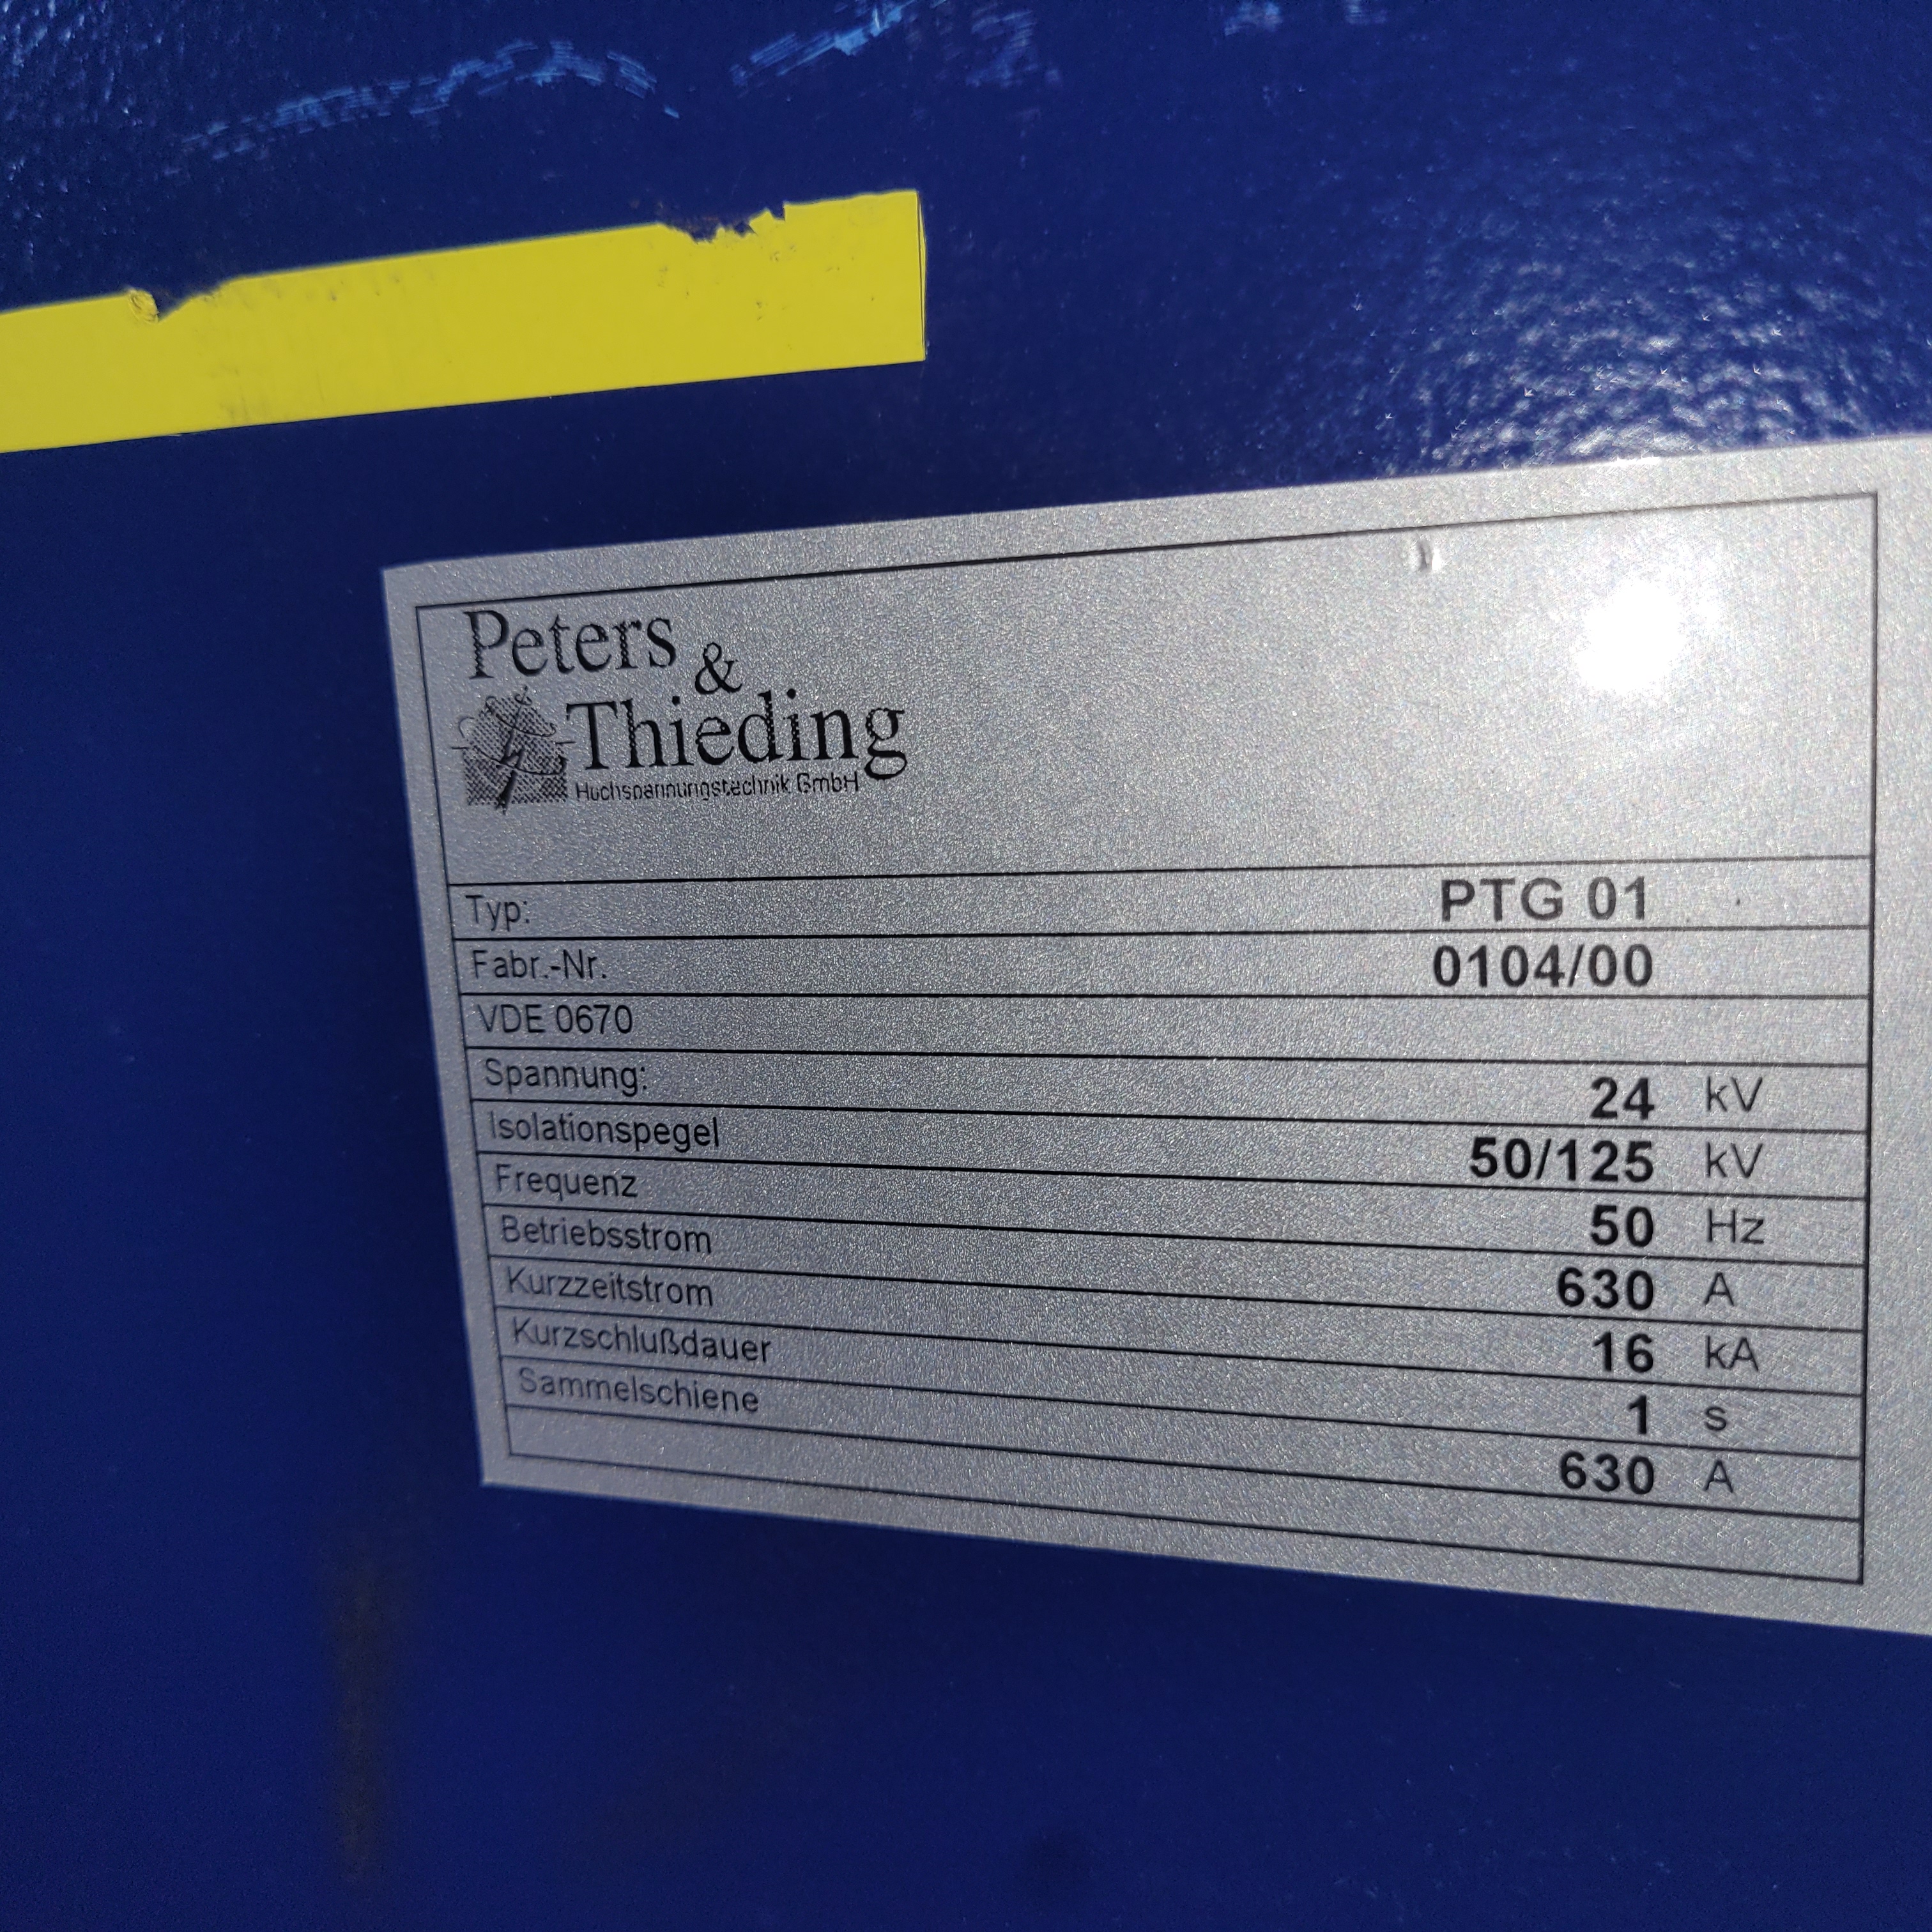 Peters &
Thieding
Hochspannungstechnik GmbH
Typ: PTG 01
Fabr.-Nr. 0104/00
VDE 0670
Spannung: 24 kV
Isolationspegel 50/125 kV
Frequenz 50 Hz
Betriebsstrom 630 A
Kurzzeitstrom 16 kA
Kurzschlußdauer 1 s
Sammelschiene 630 A